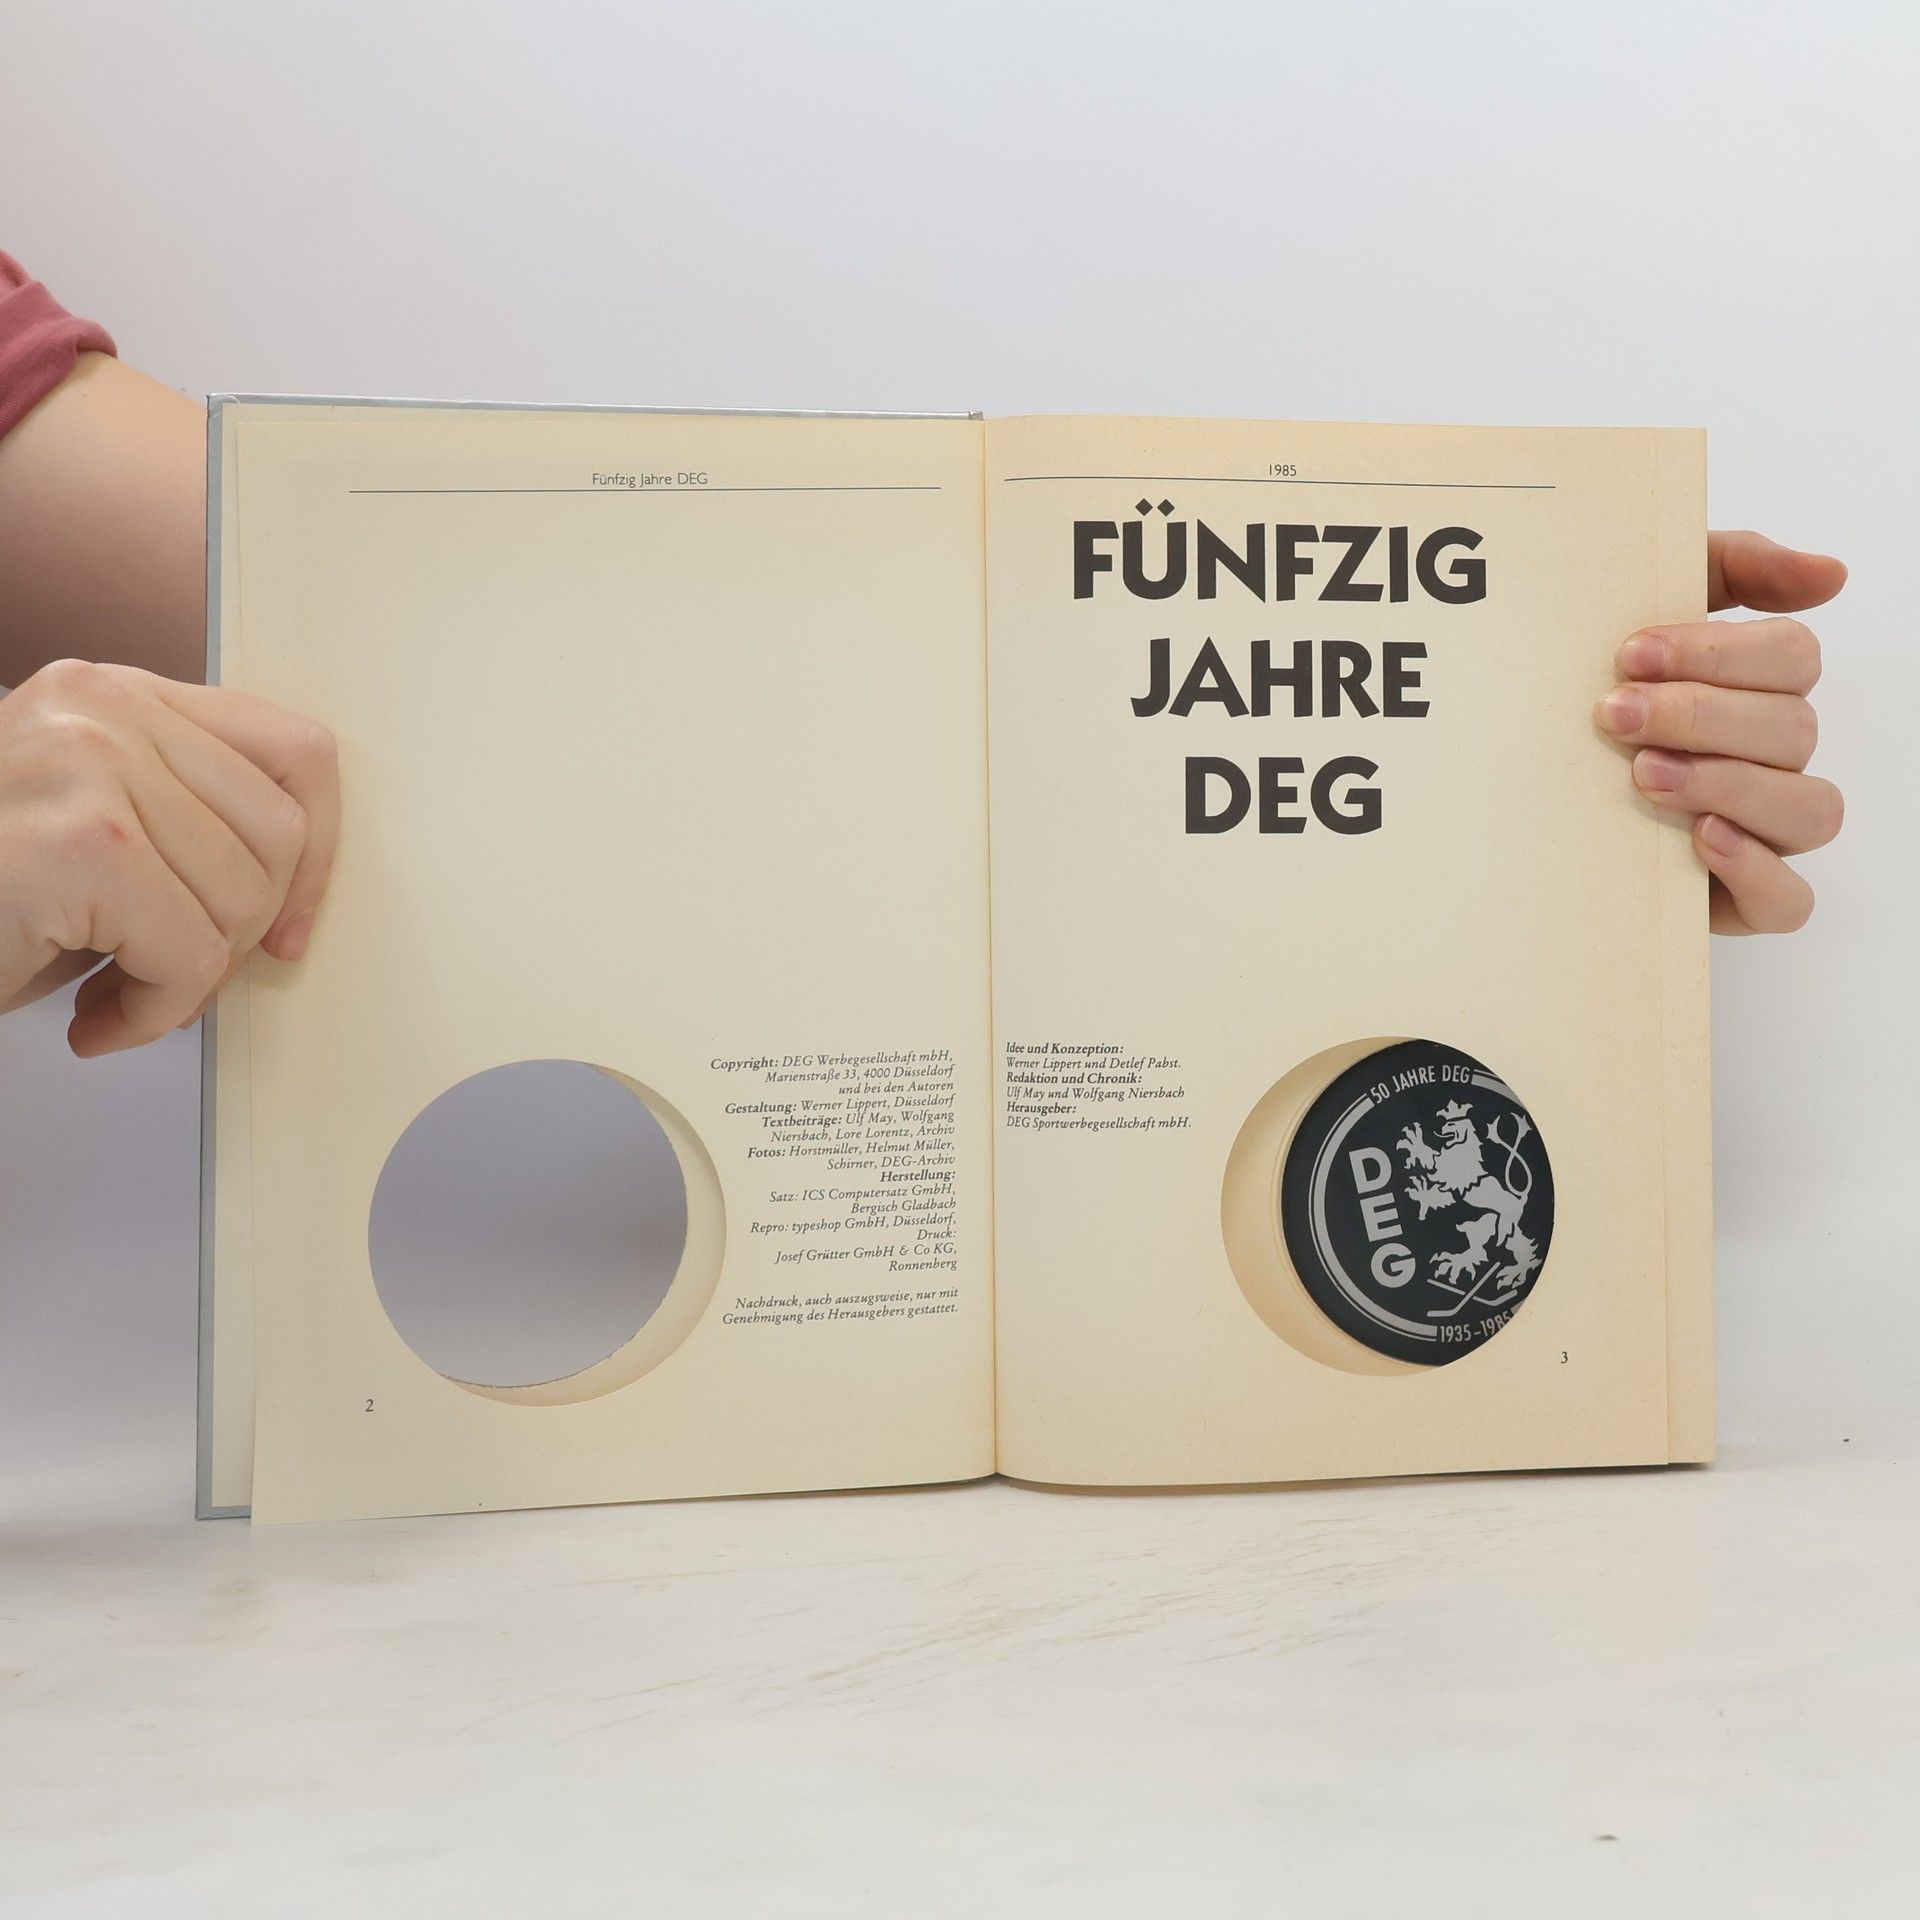 Fünfzig Jahre DEG
Copyright: DEG Werbegesellschaft mbH,
Marienstraße 33, 4000 Düsseldorf
und bei den Autoren
Gestaltung: Werner Lippert, Düsseldorf
Textbeiträge: Ulf May, Wolfgang
Niersbach, Lore Lorentz, Archiv
Fotos: Horstmüller, Helmut Müller,
Schirner, DEG-Archiv
Herstellung:
Satz: ICS Computersatz GmbH,
Bergisch Gladbach
Repro: typeshop GmbH, Düsseldorf,
Druck:
Josef Grütter GmbH & Co KG,
Ronnenberg
Nachdruck, auch auszugsweise, nur mit
Genehmigung des Herausgebers gestattet.
2
1985
FÜNFZIG
JAHRE
DEG
Idee und Konzeption:
Werner Lippert und Detlef Pabst.
Redaktion und Chronik:
Ulf May und Wolfgang Niersbach
Herausgeber:
DEG Sportwerbegesellschaft mbH.
50 JAHRE DEG
DEG
1935-1985
3